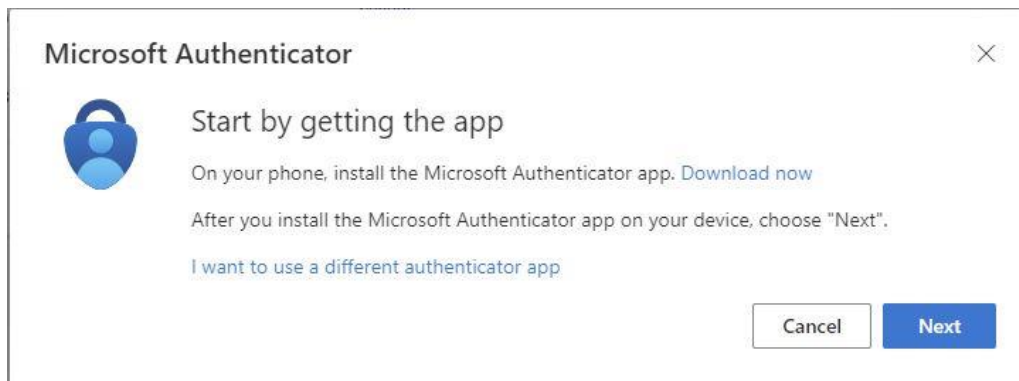 Microsoft Authenticator
Start by getting the app
On your phone, install the Microsoft Authenticator app. Download now
After you install the Microsoft Authenticator app on your device, choose "Next".
I want to use a different authenticator app
Cancel Next